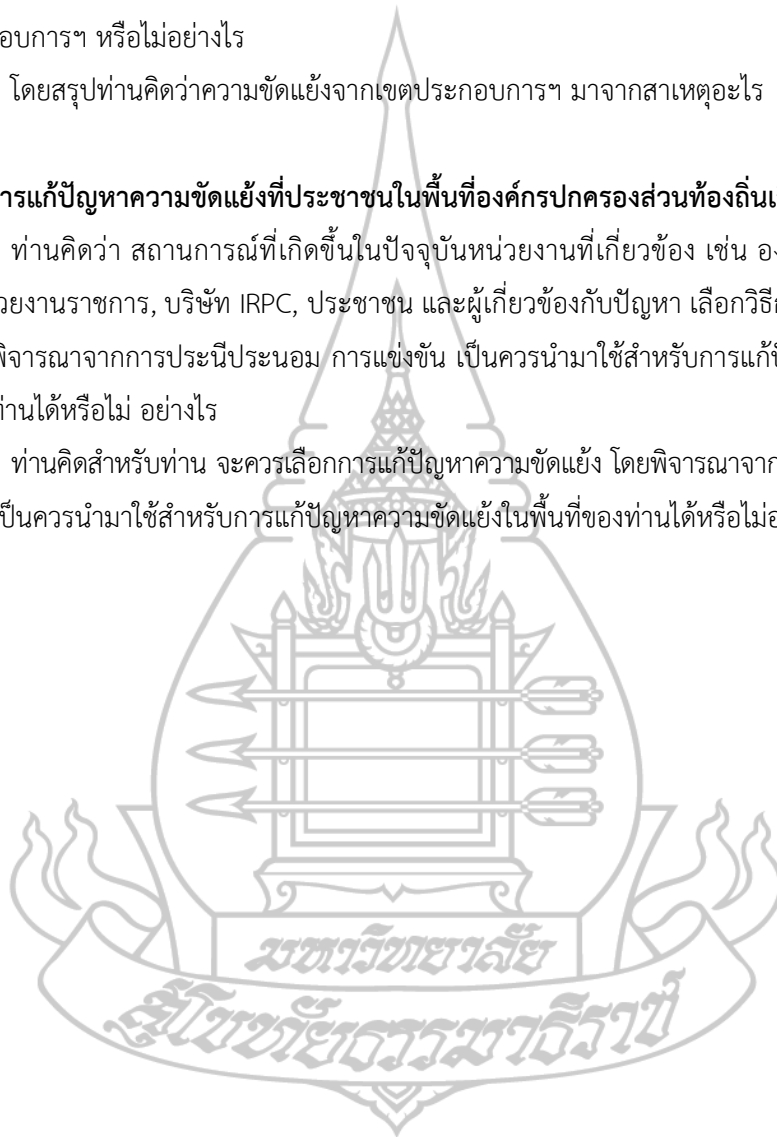 อบการฯ หรือไม่อย่างไร
โดยสรุปท่านคิดว่าความขัดแย้งจากเขตประกอบการฯ มาจากสาเหตุอะไร
ารแก้ปัญหาความขัดแย้งที่ประชาชนในพื้นที่องค์กรปกครองส่วนท้องถิ่นเ
ท่านคิดว่า สถานการณ์ที่เกิดขึ้นในปัจจุบันหน่วยงานที่เกี่ยวข้อง เช่น อง
วยงานราชการ, บริษัท IRPC, ประชาชน และผู้เกี่ยวข้องกับปัญหา เลือกวิธี
พิจารณาจากการประนีประนอม การแข่งขัน เป็นควรนำมาใช้สำหรับการแก้ป
ท่านได้หรือไม่ อย่างไร
ท่านคิดสำหรับท่าน จะควรเลือกการแก้ปัญหาความขัดแย้ง โดยพิจารณาจาก
เป็นควรนำมาใช้สำหรับการแก้ปัญหาความขัดแย้งในพื้นที่ของท่านได้หรือไม่อ
มหาวิทยาลัย
สุโขทัยธรรมาธิราช